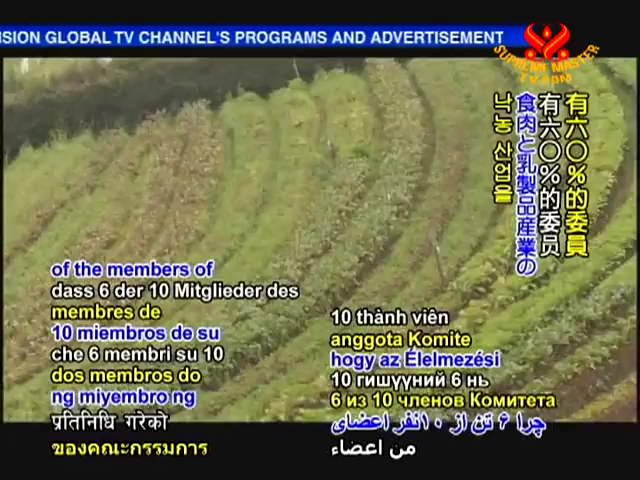 ISION GLOBAL TV CHANNEL'S PROGRAMS AND ADVERTISEMENT
SUPREME MASTER
TV.COM
有六〇%的委員
有六〇%的委员
食肉と乳製品産業の
낙농 산업을
of the members of
dass 6 der 10 Mitglieder des
membres de
10 miembros de su
che 6 membri su 10
dos membros do
ng miyembro ng
प्रतिनिधि गरेको
ของคณะกรรมการ
10 thành viên
anggota Komite
hogy az Élelmezési
10 гишүүний 6 нь
6 из 10 членов Комитета
چرا ۶ تن از ۱۰نفر اعضای
من اعضاء